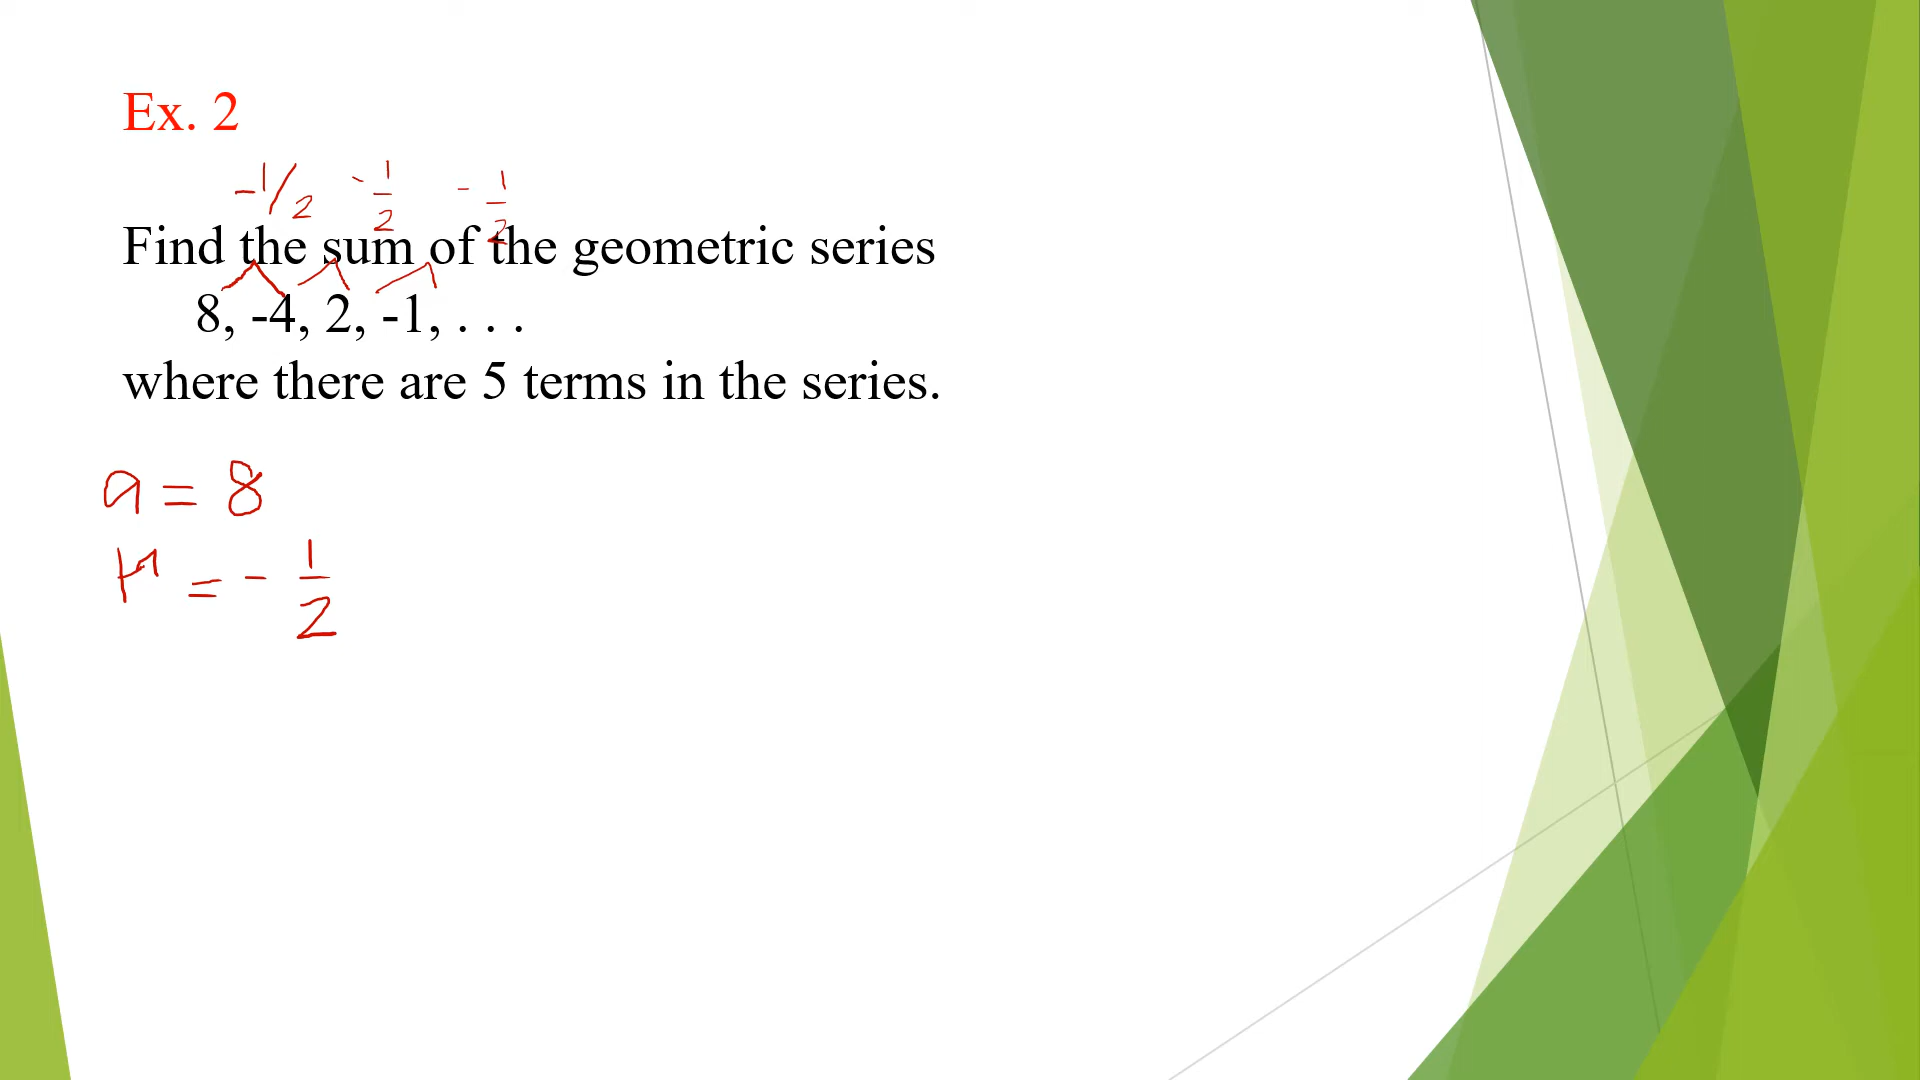 Ex. 2
-1/2 -1/2 -1/2
Find the sum of the geometric series
8, -4, 2, -1, . . .
where there are 5 terms in the series.
a = 8
r = - 1/2